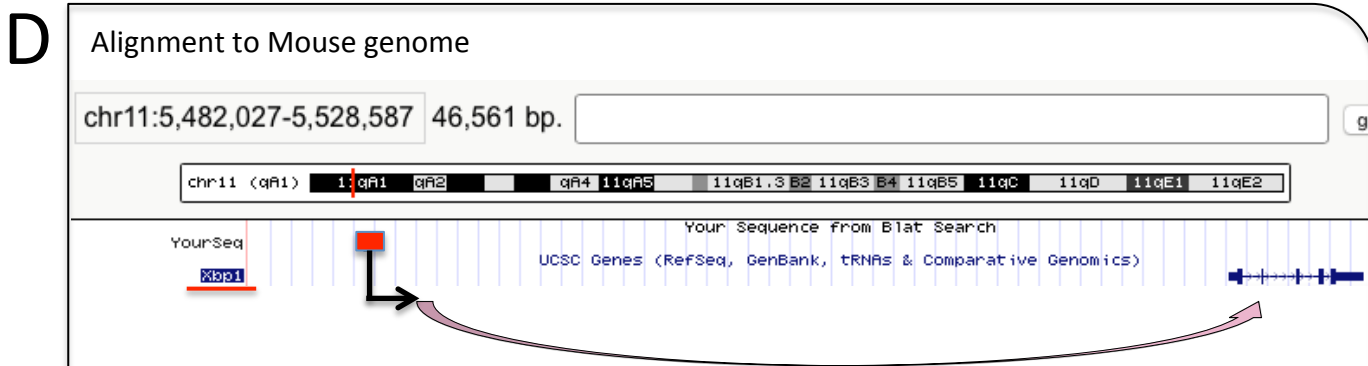 D
Alignment to Mouse genome
chr11:5,482,027-5,528,587 46,561 bp. g
chr11 (qA1) 11qA1 qA2 qA4 11qA5 11qB1.3 B2 11qB3 B4 11qB5 11qC 11qD 11qE1 11qE2
Your Sequence from Blat Search
YourSeq
UCSC Genes (RefSeq, GenBank, tRNAs & Comparative Genomics)
Xbp1